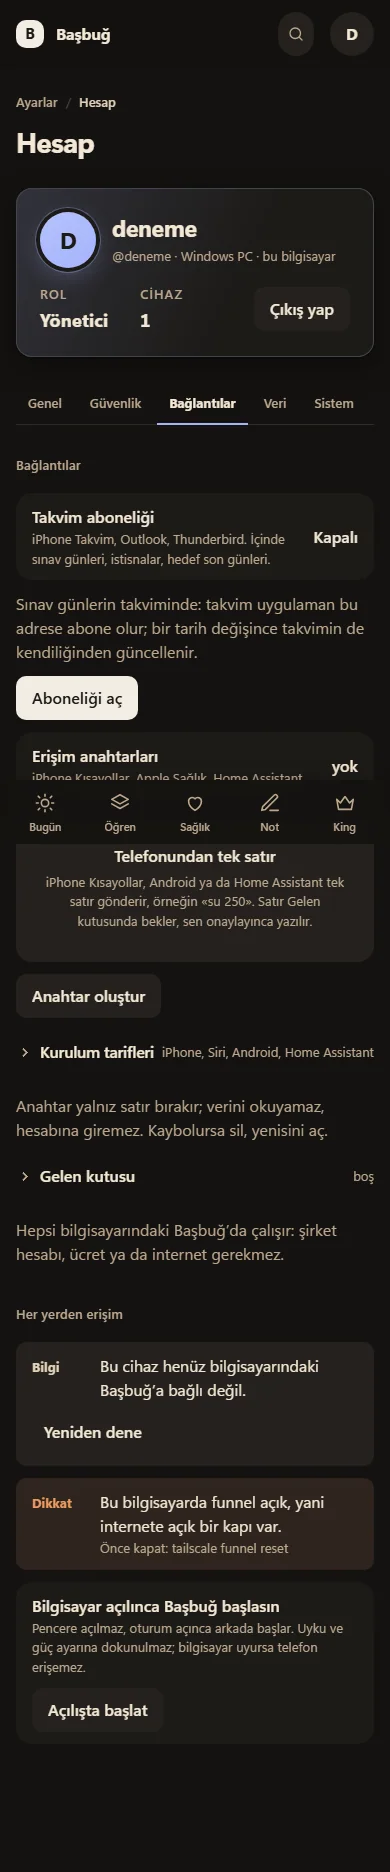 B Başbuğ D
Ayarlar / Hesap
Hesap
D
deneme
@deneme · Windows PC · bu bilgisayar
ROL CİHAZ
Yönetici 1
Çıkış yap
Genel Güvenlik Bağlantılar Veri Sistem
Bağlantılar
Takvim aboneliği
iPhone Takvim, Outlook, Thunderbird. İçinde
sınav günleri, istisnalar, hedef son günleri.
Kapalı
Sınav günlerin takviminde: takvim uygulaman bu
adrese abone olur; bir tarih değişince takvimin de
kendiliğinden güncellenir.
Aboneliği aç
Erişim anahtarları
iPhone Kısayollar, Apple Sağlık, Home Assistant
yok
Bugün Öğren Sağlık Not King
Telefonundan tek satır
iPhone Kısayollar, Android ya da Home Assistant tek
satır gönderir, örneğin «su 250». Satır Gelen
kutusunda bekler, sen onaylayınca yazılır.
Anahtar oluştur
Kurulum tarifleri iPhone, Siri, Android, Home Assistant
Anahtar yalnız satır bırakır; verini okuyamaz,
hesabına giremez. Kaybolursa sil, yenisini aç.
Gelen kutusu boş
Hepsi bilgisayarındaki Başbuğ’da çalışır: şirket
hesabı, ücret ya da internet gerekmez.
Her yerden erişim
Bilgi Bu cihaz henüz bilgisayarındaki
Başbuğ’a bağlı değil.
Yeniden dene
Dikkat Bu bilgisayarda funnel açık, yani
internete açık bir kapı var.
Önce kapat: tailscale funnel reset
Bilgisayar açılınca Başbuğ başlasın
Pencere açılmaz, oturum açınca arkada başlar. Uyku ve
güç ayarına dokunulmaz; bilgisayar uyursa telefon
erişemez.
Açılışta başlat